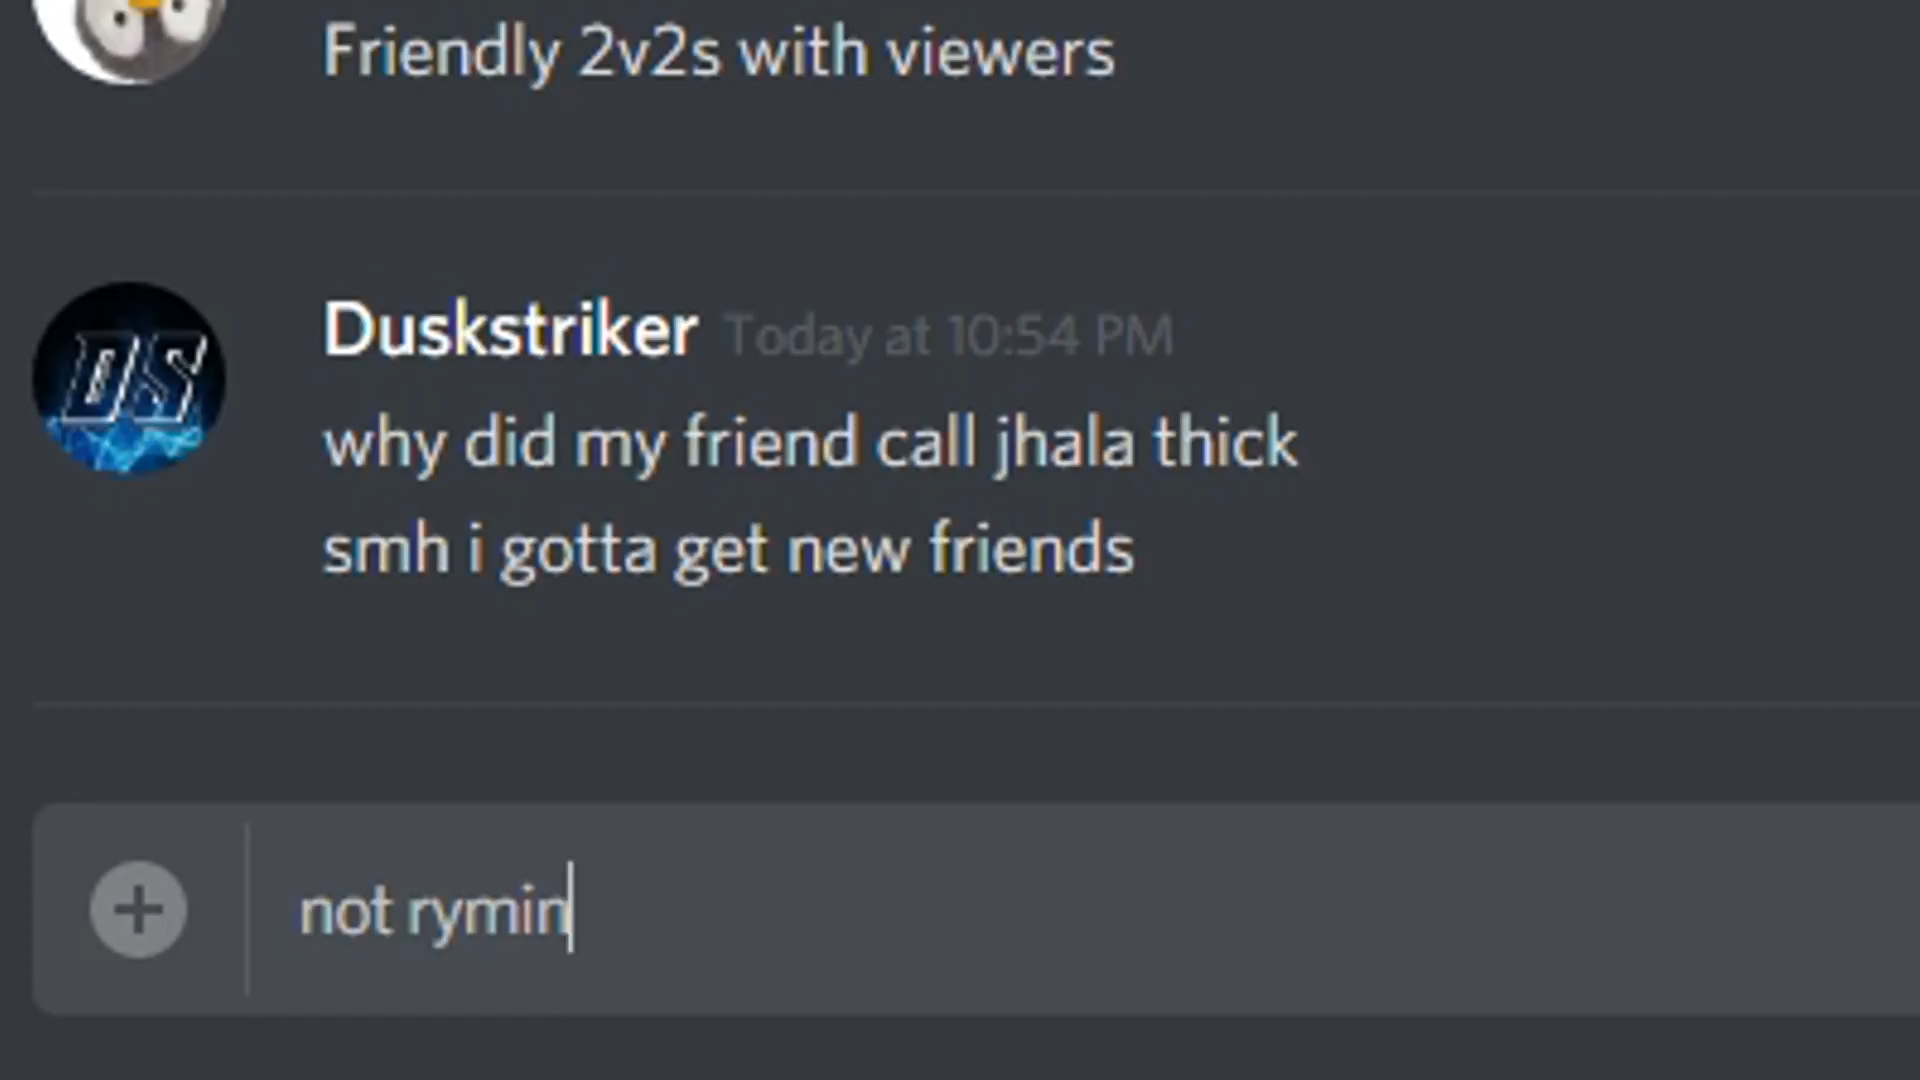 Friendly 2v2s with viewers
Duskstriker Today at 10:54 PM
DS
why did my friend call jhala thick
smh i gotta get new friends
not rymin